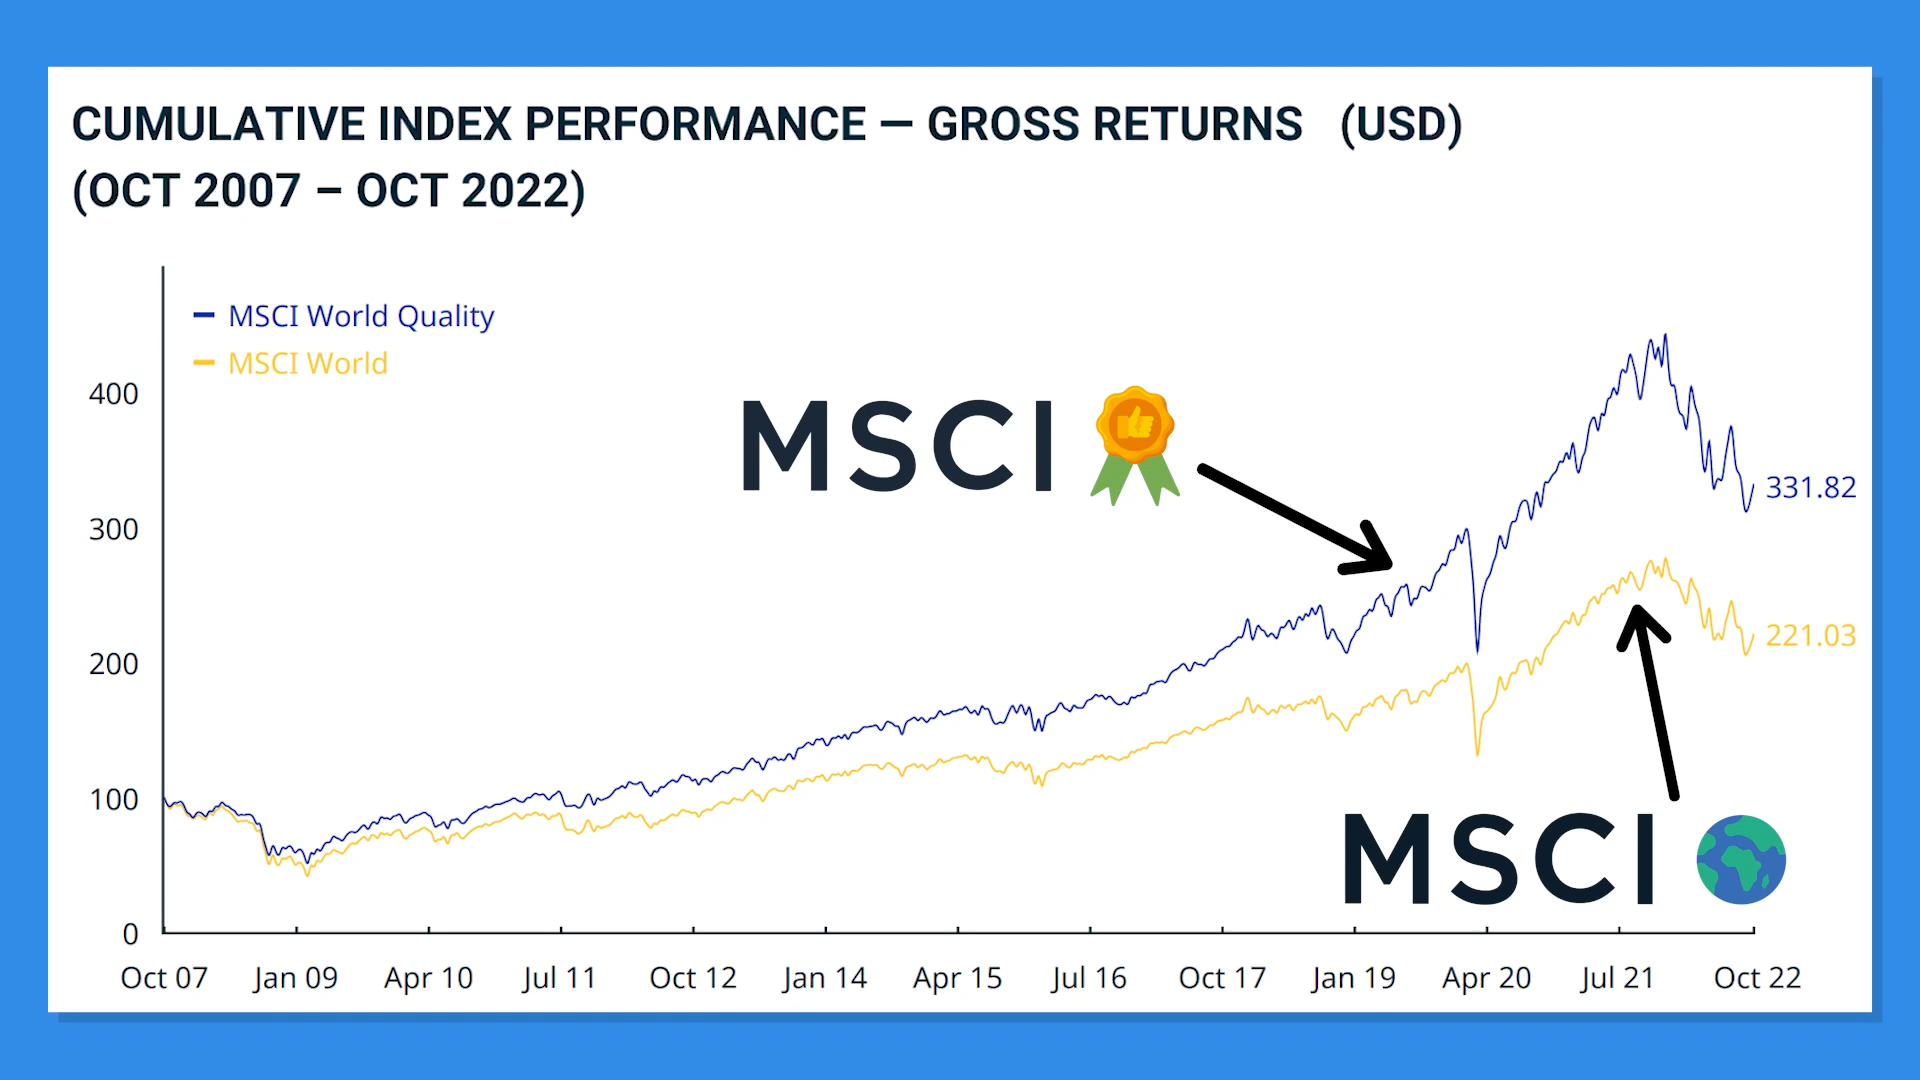 CUMULATIVE INDEX PERFORMANCE — GROSS RETURNS (USD)
(OCT 2007 – OCT 2022)
MSCI World Quality
MSCI World
400
300
200
100
0
MSCI
331.82
221.03
MSCI
Oct 07 Jan 09 Apr 10 Jul 11 Oct 12 Jan 14 Apr 15 Jul 16 Oct 17 Jan 19 Apr 20 Jul 21 Oct 22